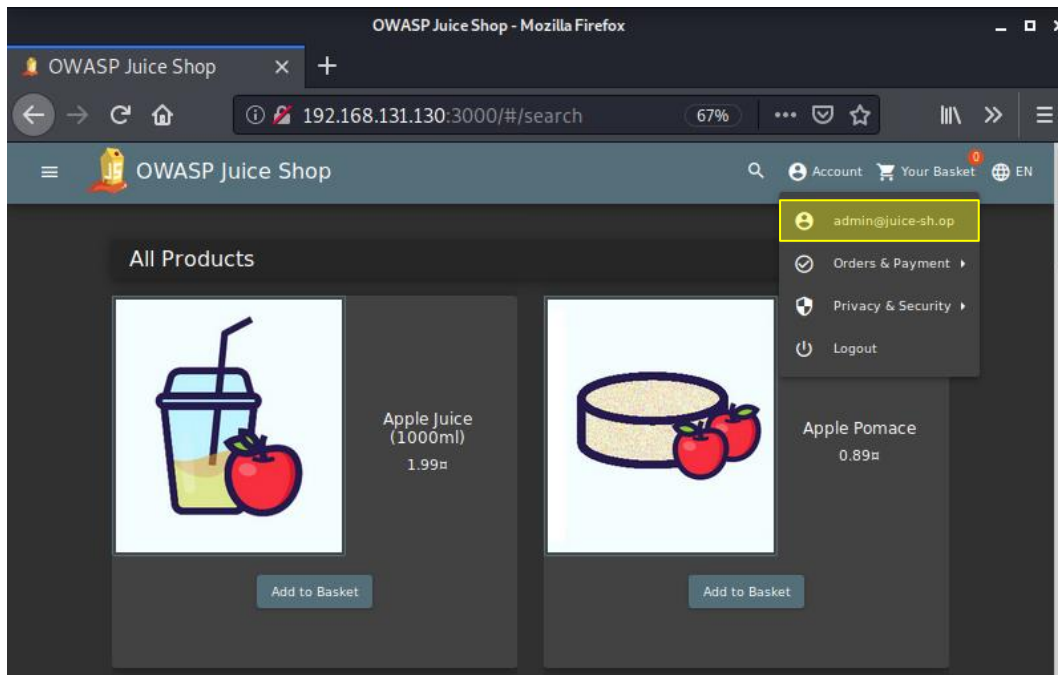 OWASP Juice Shop - Mozilla Firefox
OWASP Juice Shop
192.168.131.130:3000/#/search 67%
JS OWASP Juice Shop Account 0 Your Basket EN
admin@juice-sh.op
Orders & Payment
Privacy & Security
Logout
All Products
Apple Juice
(1000ml)
1.99¤
Apple Pomace
0.89¤
Add to Basket
Add to Basket